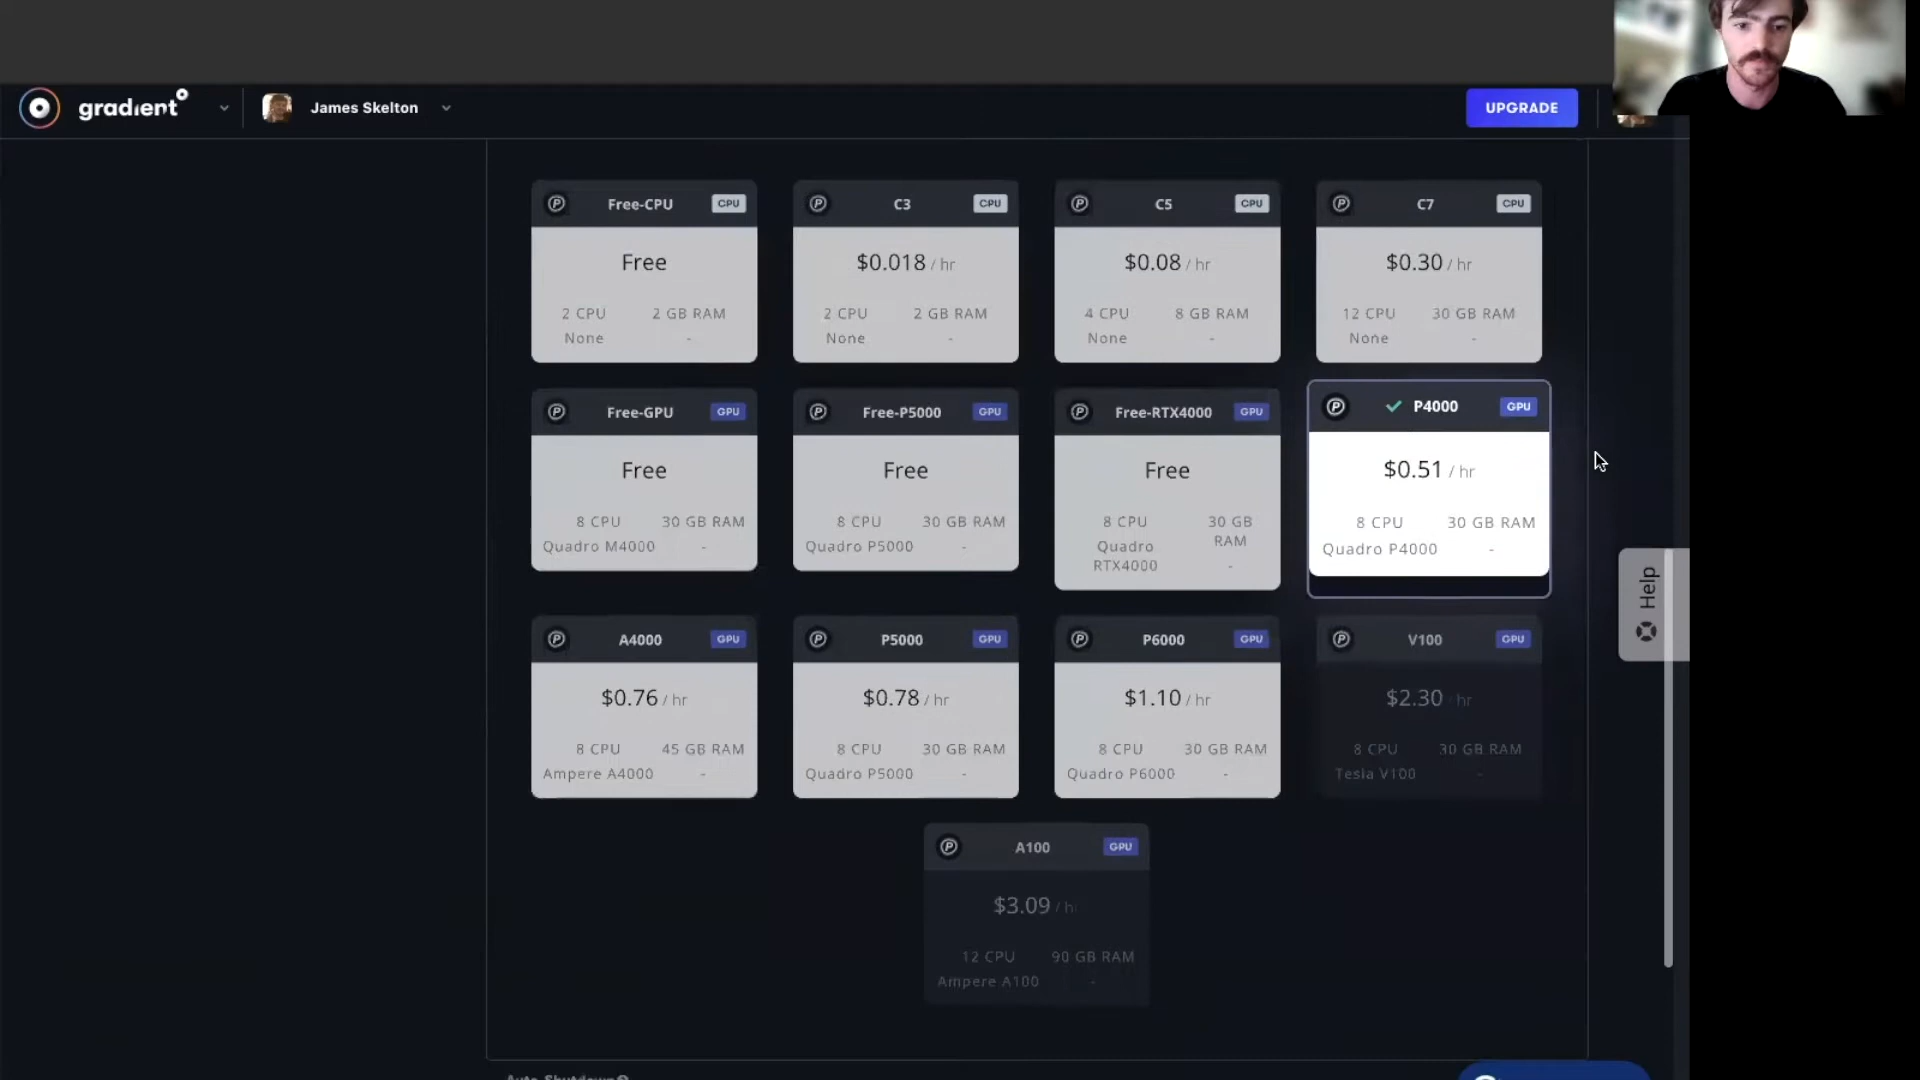 gradient
James Skelton
UPGRADE
Free-CPU CPU
Free
2 CPU 2 GB RAM
None -
C3 CPU
$0.018 / hr
2 CPU 2 GB RAM
None -
C5 CPU
$0.08 / hr
4 CPU 8 GB RAM
None -
C7 CPU
$0.30 / hr
12 CPU 30 GB RAM
None -
Free-GPU GPU
Free
8 CPU 30 GB RAM
Quadro M4000 -
Free-P5000 GPU
Free
8 CPU 30 GB RAM
Quadro P5000 -
Free-RTX4000 GPU
Free
8 CPU 30 GB
RAM
Quadro
RTX4000 -
P4000 GPU
$0.51 / hr
8 CPU 30 GB RAM
Quadro P4000 -
Help
A4000 GPU
$0.76 / hr
8 CPU 45 GB RAM
Ampere A4000 -
P5000 GPU
$0.78 / hr
8 CPU 30 GB RAM
Quadro P5000 -
P6000 GPU
$1.10 / hr
8 CPU 30 GB RAM
Quadro P6000 -
V100 GPU
$2.30 / hr
8 CPU 30 GB RAM
Tesla V100 -
A100 GPU
$3.09 / hr
12 CPU 90 GB RAM
Ampere A100 -
Auto-Shutdown